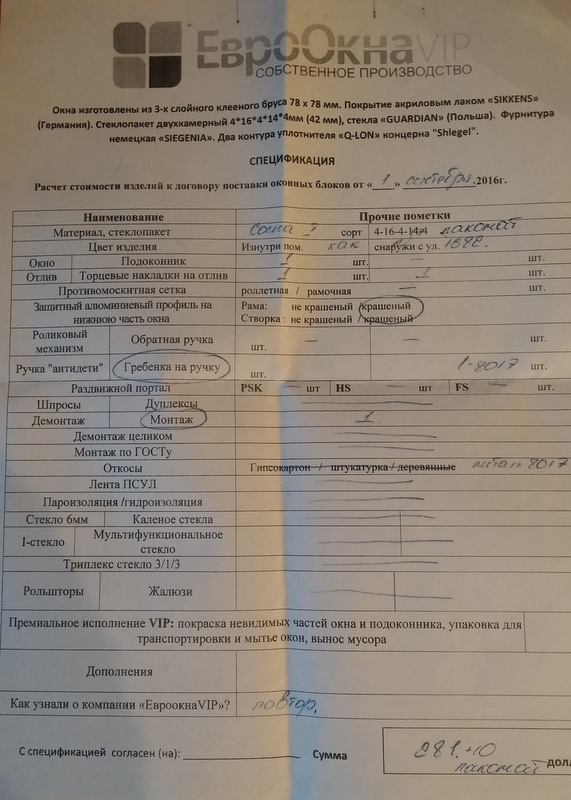 ЕвроОкнаVIP
СОБСТВЕННОЕ ПРОИЗВОДСТВО
Окна изготовлены из 3-х слойного клееного бруса 78 х 78 мм. Покрытие акриловым лаком «SIKKENS»
(Германия). Стеклопакет двухкамерный 4*16*4*14*4мм (42 мм), стекла «GUARDIAN» (Польша). Фурнитура
немецкая «SIEGENIA». Два контура уплотнителя «Q-LON» концерна "Shlegel".
СПЕЦИФИКАЦИЯ
Расчет стоимости изделий к договору поставки оконных блоков от «1» сентября 2016г.
Наименование Прочие пометки
Материал, стеклопакет сосна I сорт 4-16-4-14-4
Цвет изделия Изнутри пом. как снаружи с ул.
Окно Подоконник 1 шт. — шт.
Отлив Торцевые накладки на отлив 1 шт. 1 шт.
Противомоскитная сетка роллетная / рамочная — шт.
Защитный алюминиевый профиль на нижнюю часть окна Рама: не крашеный /крашеный
Створка: не крашеный /крашеный
Роликовый механизм Обратная ручка — шт. — шт.
Ручка "антидети" Гребенка на ручку шт. 1-8017 шт.
Раздвижной портал PSK — шт HS — FS — шт.
Шпросы Дуплексы
Демонтаж Монтаж 1
Демонтаж целиком
Монтаж по ГОСТу
Откосы Гипсокартон / штукатурка / деревянные 8017
Лента ПСУЛ
Пароизоляция /гидроизоляция
Стекло 6мм Каленое стекла
I-стекло Мультифункциональное стекло
Триплекс стекло 3/1/3
Рольшторы Жалюзи
Премиальное исполнение VIP: покраска невидимых частей окна и подоконника, упаковка для
транспортировки и мытье окон, вынос мусора
Дополнения
Как узнали о компании «ЕвроокнаVIP»? повтор.
С спецификацией согласен (на): Сумма 281.40